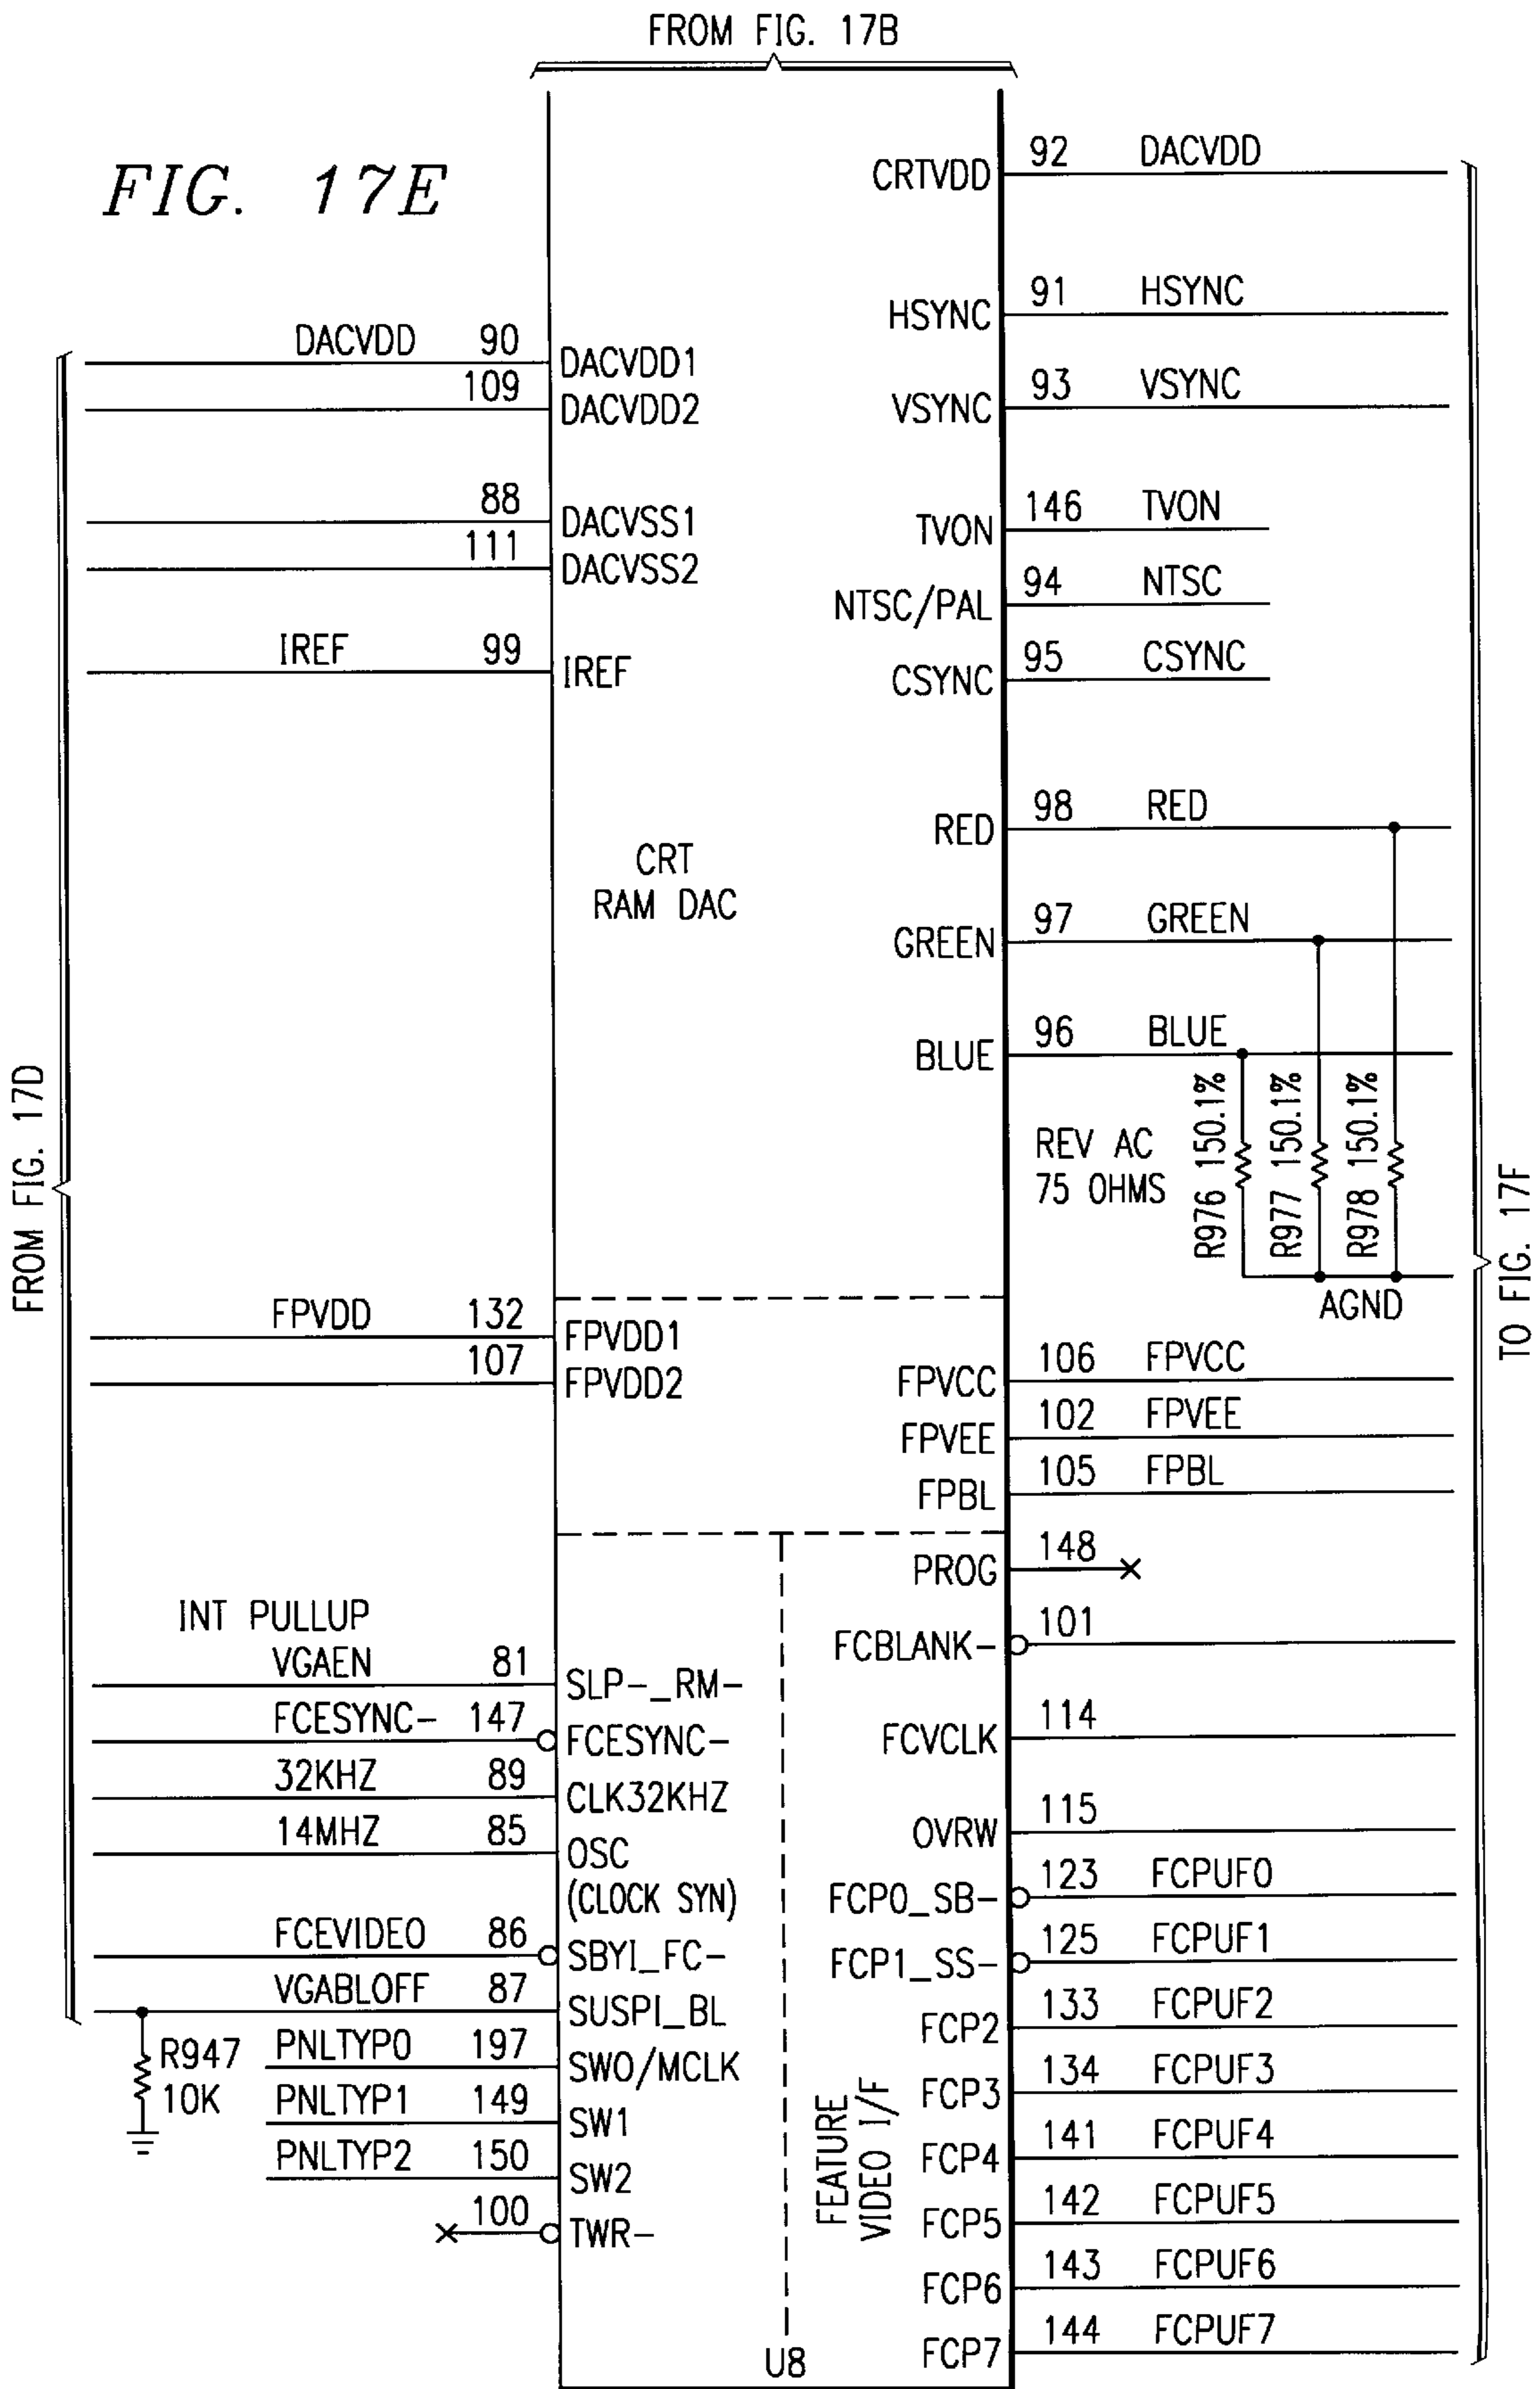 FROM FIG. 17B
FIG. 17E
FROM FIG. 17D
DACVDD 90 DACVDD1
109 DACVDD2
88 DACVSS1
111 DACVSS2
IREF 99 IREF
CRT
RAM DAC
FPVDD 132 FPVDD1
107 FPVDD2
INT PULLUP
VGAEN 81 SLP-_RM-
FCESYNC- 147 FCESYNC-
32KHZ 89 CLK32KHZ
14MHZ 85 OSC
(CLOCK SYN)
FCEVIDEO 86 SBYI_FC-
VGABLOFF 87 SUSPI_BL
R947
10K
PNLTYP0 197 SW0/MCLK
PNLTYP1 149 SW1
PNLTYP2 150 SW2
100 TWR-
CRTVDD 92 DACVDD
HSYNC 91 HSYNC
VSYNC 93 VSYNC
TVON 146 TVON
NTSC/PAL 94 NTSC
CSYNC 95 CSYNC
RED 98 RED
GREEN 97 GREEN
BLUE 96 BLUE
REV AC
75 OHMS
R976 150.1%
R977 150.1%
R978 150.1%
AGND
FPVCC 106 FPVCC
FPVEE 102 FPVEE
FPBL 105 FPBL
PROG 148
FCBLANK- 101
FCVCLK 114
OVRW 115
FCP0_SB- 123 FCPUF0
FCP1_SS- 125 FCPUF1
FCP2 133 FCPUF2
FCP3 134 FCPUF3
FCP4 141 FCPUF4
FCP5 142 FCPUF5
FCP6 143 FCPUF6
FCP7 144 FCPUF7
FEATURE
VIDEO I/F
U8
TO FIG. 17F